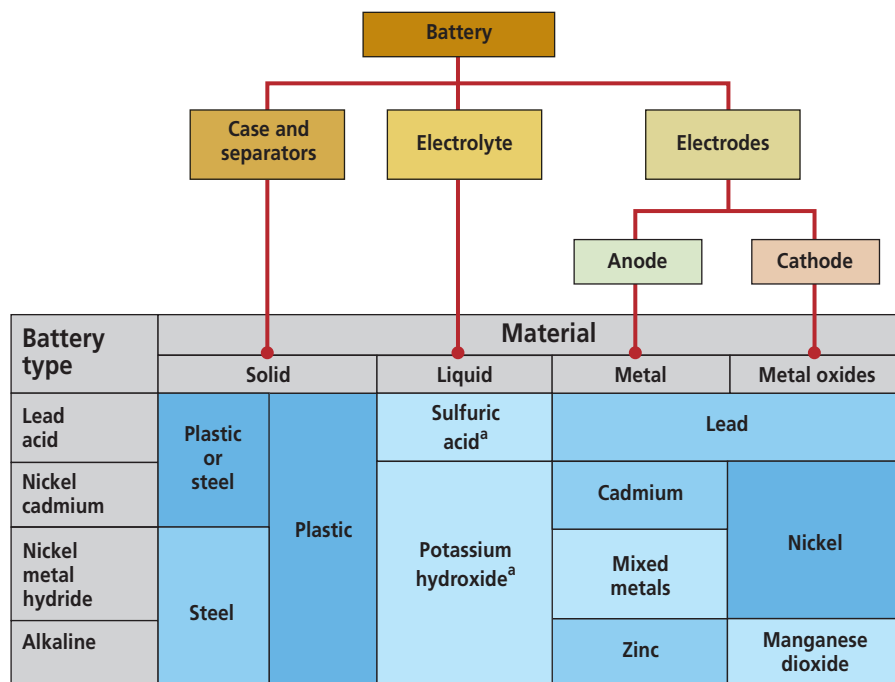 Battery
Case and
separators
Electrolyte
Electrodes
Anode
Cathode
Battery
type
Material
Solid
Liquid
Metal
Metal oxides
Lead
acid
Plastic
or
steel
Plastic
Sulfuric
acidᵃ
Lead
Nickel
cadmium
Cadmium
Nickel
Nickel
metal
hydride
Steel
Potassium
hydroxideᵃ
Mixed
metals
Alkaline
Zinc
Manganese
dioxide